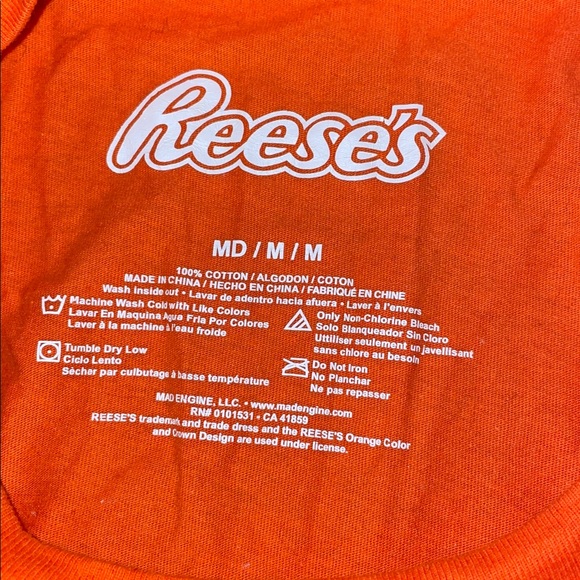 Reese's
MD / M / M
100% COTTON / ALGODON / COTON
MADE IN CHINA / HECHO EN CHINA / FABRIQUÉ EN CHINE
Wash inside out • Lavar de adentro hacia afuera • Laver à l'envers
Machine Wash Cold with Like Colors
Lavar En Maquina Agua Fria Por Colores
Laver à la machine à l'eau froide
Only Non-Chlorine Bleach
Solo Blanqueador Sin Cloro
Utiliser seulement un javellisant
sans chlore au besoin
Tumble Dry Low
Ciclo Lento
Sècher par culbutage à basse température
Do Not Iron
No Planchar
Ne pas repasser
MAD ENGINE, LLC. • www.madengine.com
RN# 0101531 • CA 41859
REESE'S trademark and trade dress and the REESE'S Orange Color
and Crown Design are used under license.